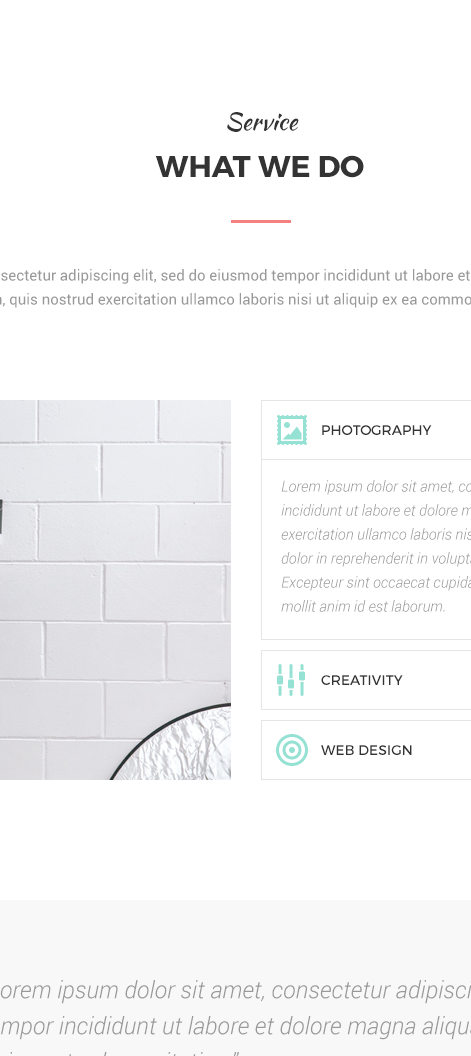 Service
WHAT WE DO
sectetur adipiscing elit, sed do eiusmod tempor incididunt ut labore et
, quis nostrud exercitation ullamco laboris nisi ut aliquip ex ea commo
PHOTOGRAPHY
Lorem ipsum dolor sit amet, co
incididunt ut labore et dolore m
exercitation ullamco laboris nis
dolor in reprehenderit in volupt
Excepteur sint occaecat cupida
mollit anim id est laborum.
CREATIVITY
WEB DESIGN
orem ipsum dolor sit amet, consectetur adipisc
mpor incididunt ut labore et dolore magna aliqu